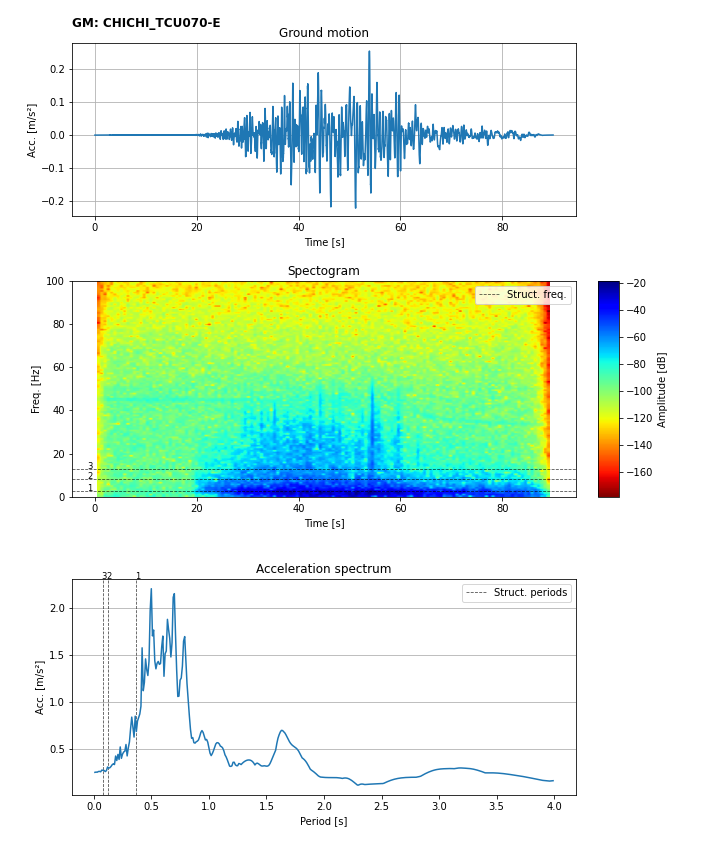 GM: CHICHI_TCU070-E
Ground motion
0.2
0.1
0.0
−0.1
−0.2
Acc. [m/s²]
0 20 40 60 80
Time [s]
Spectogram
100
80
60
40
20
0
Freq. [Hz]
Struct. freq.
3
2
1
0 20 40 60 80
Time [s]
−20
−40
−60
−80
−100
−120
−140
−160
Amplitude [dB]
Acceleration spectrum
32 1
Struct. periods
2.0
1.5
1.0
0.5
Acc. [m/s²]
0.0 0.5 1.0 1.5 2.0 2.5 3.0 3.5 4.0
Period [s]